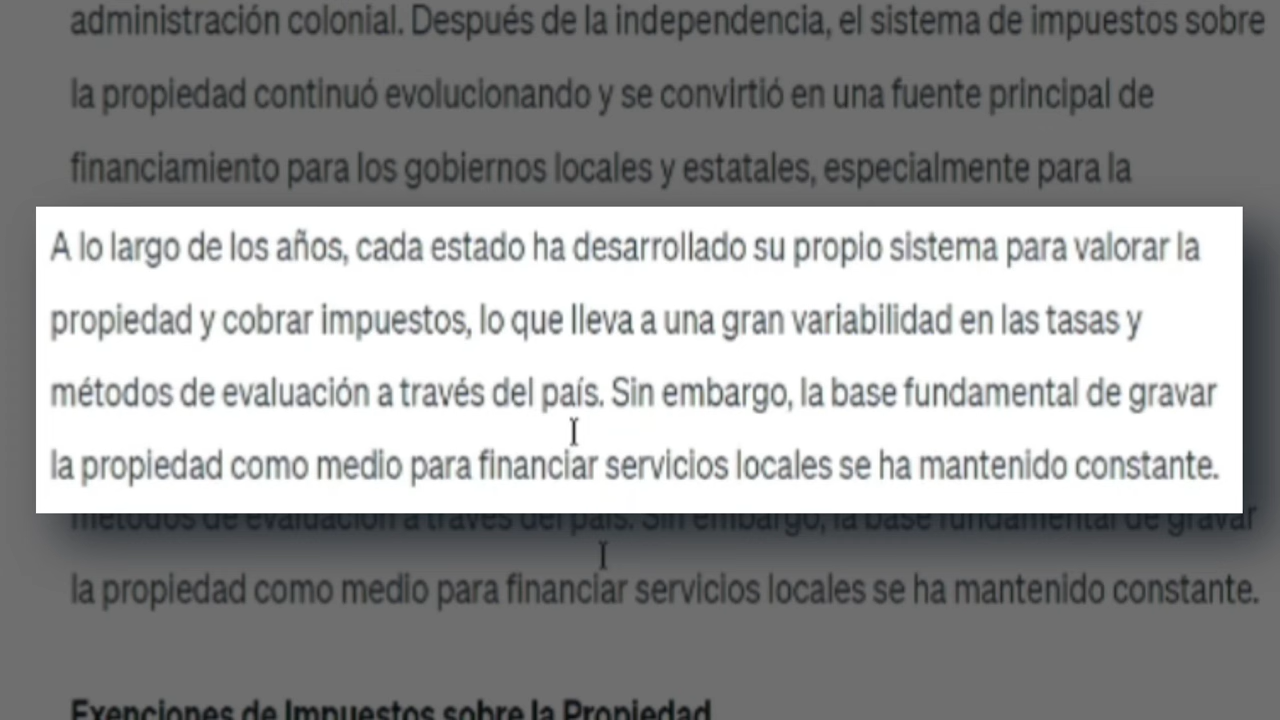 administración colonial. Después de la independencia, el sistema de impuestos sobre
la propiedad continuó evolucionando y se convirtió en una fuente principal de
financiamiento para los gobiernos locales y estatales, especialmente para la
A lo largo de los años, cada estado ha desarrollado su propio sistema para valorar la
propiedad y cobrar impuestos, lo que lleva a una gran variabilidad en las tasas y
métodos de evaluación a través del país. Sin embargo, la base fundamental de gravar
la propiedad como medio para financiar servicios locales se ha mantenido constante.
métodos de evaluación a través del país. Sin embargo, la base fundamental de gravar
la propiedad como medio para financiar servicios locales se ha mantenido constante.
Exenciones de Impuestos sobre la Propiedad